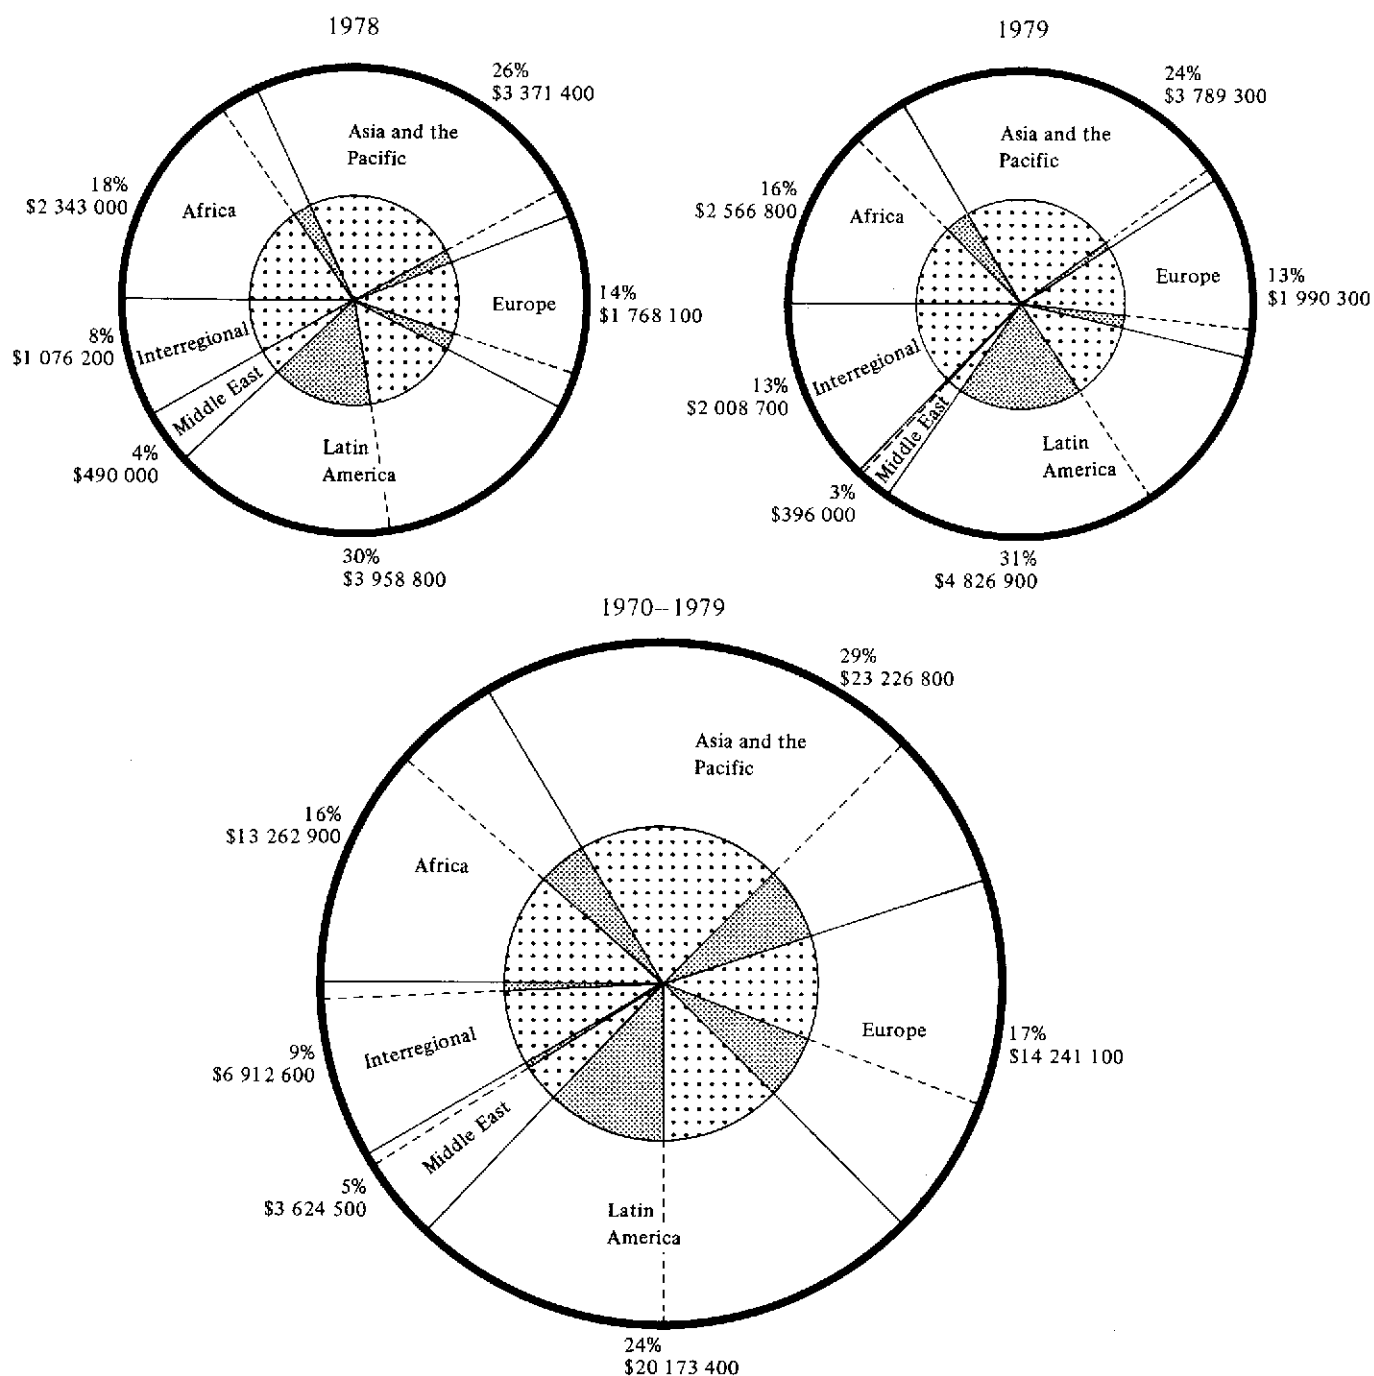 1978
26%
$3 371 400
Asia and the
Pacific
18%
$2 343 000
Africa
14%
$1 768 100
Europe
8%
$1 076 200
Interregional
Middle East
4%
$490 000
Latin
America
30%
$3 958 800
1979
24%
$3 789 300
Asia and the
Pacific
16%
$2 566 800
Africa
13%
$1 990 300
Europe
13%
$2 008 700
Interregional
Middle East
3%
$396 000
Latin
America
31%
$4 826 900
1970–1979
29%
$23 226 800
Asia and the
Pacific
16%
$13 262 900
Africa
17%
$14 241 100
Europe
9%
$6 912 600
Interregional
Middle East
5%
$3 624 500
Latin
America
24%
$20 173 400